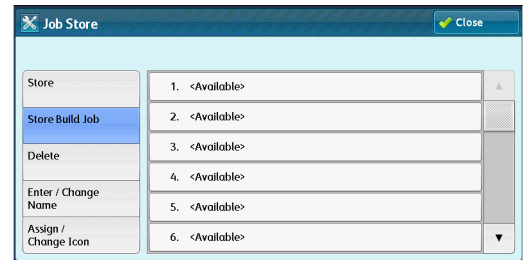 Job Store
Close
Store
Store Build Job
Delete
Enter / Change
Name
Assign /
Change Icon
1. <Available>
2. <Available>
3. <Available>
4. <Available>
5. <Available>
6. <Available>